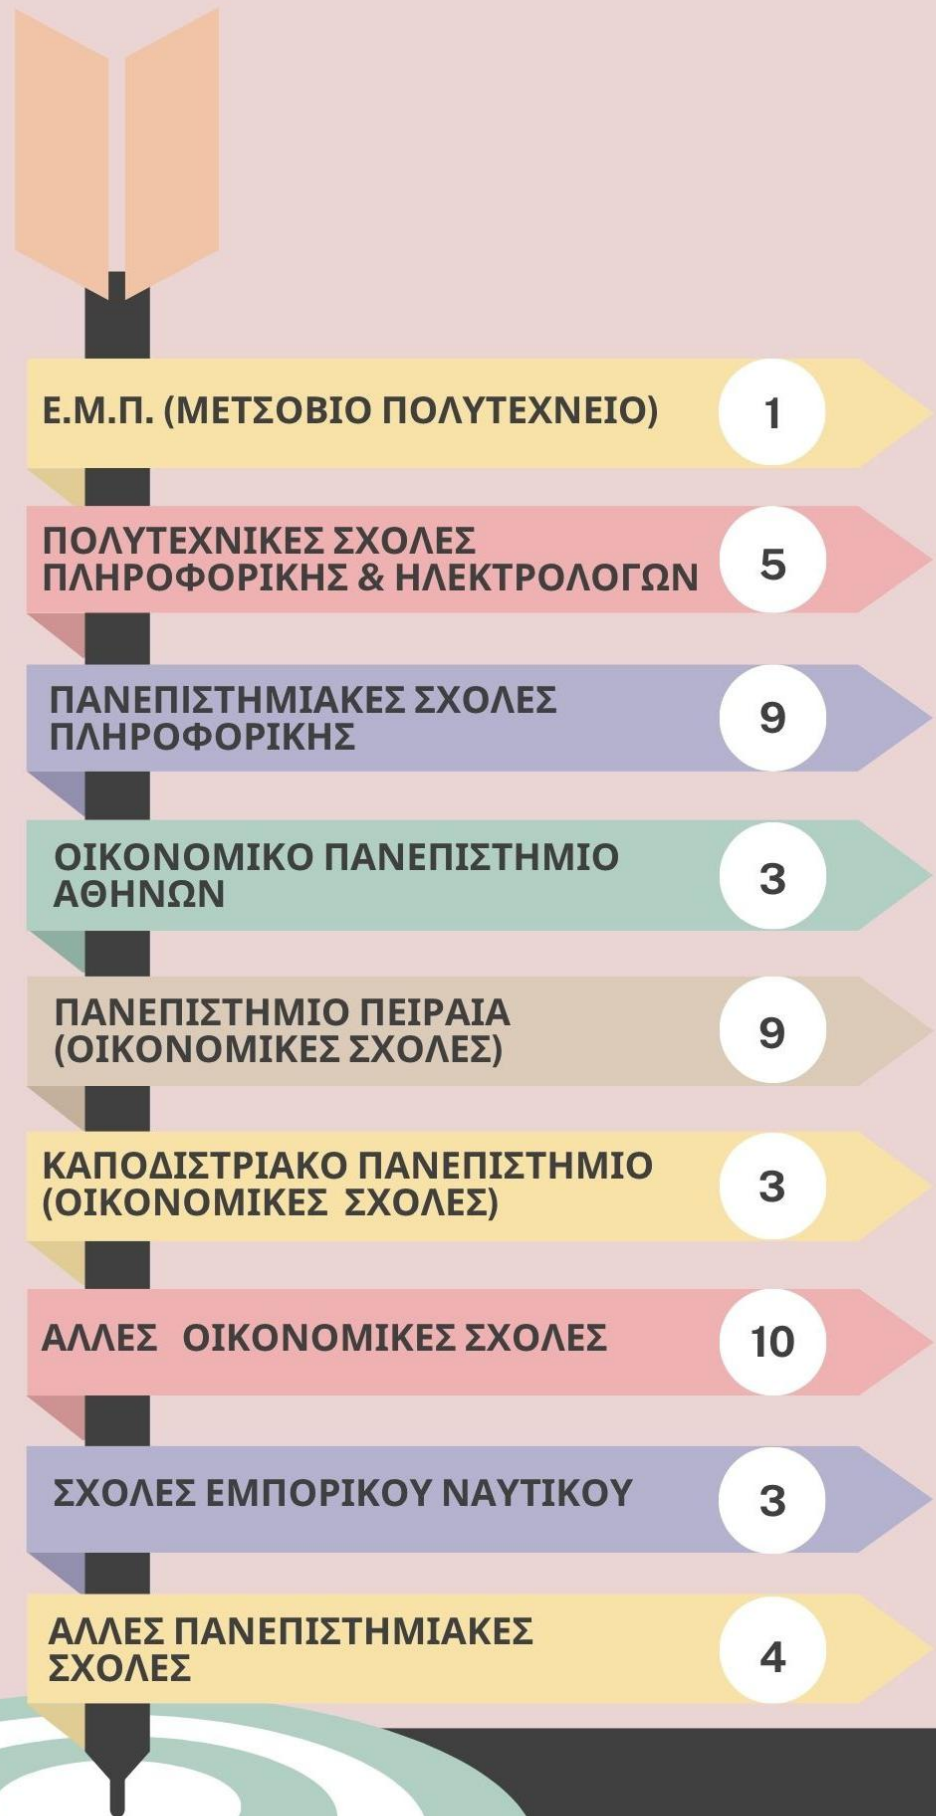 Ε.Μ.Π. (ΜΕΤΣΟΒΙΟ ΠΟΛΥΤΕΧΝΕΙΟ)
1
ΠΟΛΥΤΕΧΝΙΚΕΣ ΣΧΟΛΕΣ
ΠΛΗΡΟΦΟΡΙΚΗΣ & ΗΛΕΚΤΡΟΛΟΓΩΝ
5
ΠΑΝΕΠΙΣΤΗΜΙΑΚΕΣ ΣΧΟΛΕΣ
ΠΛΗΡΟΦΟΡΙΚΗΣ
9
ΟΙΚΟΝΟΜΙΚΟ ΠΑΝΕΠΙΣΤΗΜΙΟ
ΑΘΗΝΩΝ
3
ΠΑΝΕΠΙΣΤΗΜΙΟ ΠΕΙΡΑΙΑ
(ΟΙΚΟΝΟΜΙΚΕΣ ΣΧΟΛΕΣ)
9
ΚΑΠΟΔΙΣΤΡΙΑΚΟ ΠΑΝΕΠΙΣΤΗΜΙΟ
(ΟΙΚΟΝΟΜΙΚΕΣ ΣΧΟΛΕΣ)
3
ΑΛΛΕΣ ΟΙΚΟΝΟΜΙΚΕΣ ΣΧΟΛΕΣ
10
ΣΧΟΛΕΣ ΕΜΠΟΡΙΚΟΥ ΝΑΥΤΙΚΟΥ
3
ΑΛΛΕΣ ΠΑΝΕΠΙΣΤΗΜΙΑΚΕΣ
ΣΧΟΛΕΣ
4